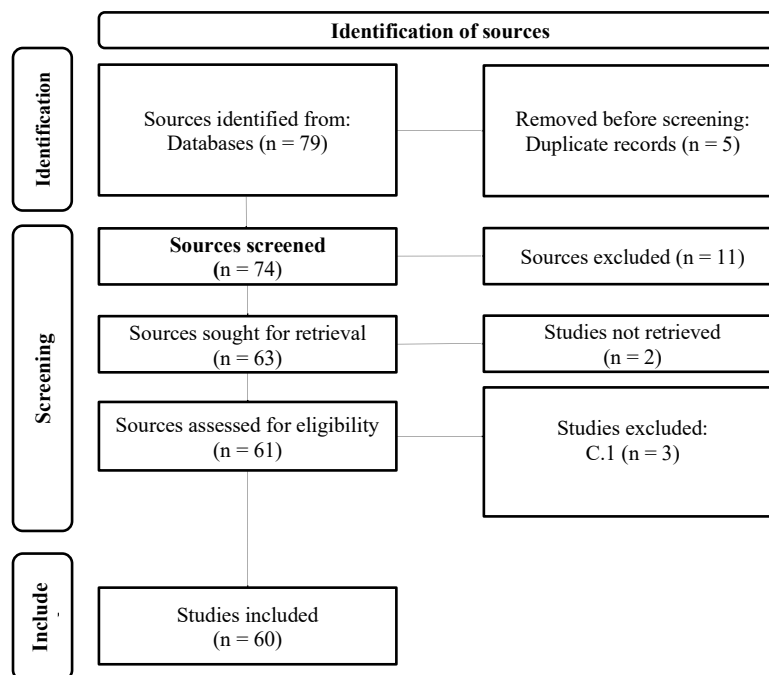 Identification of sources
Identification
Sources identified from:
Databases (n = 79)
Removed before screening:
Duplicate records (n = 5)
Screening
Sources screened
(n = 74)
Sources excluded (n = 11)
Sources sought for retrieval
(n = 63)
Studies not retrieved
(n = 2)
Sources assessed for eligibility
(n = 61)
Studies excluded:
C.1 (n = 3)
Include
Studies included
(n = 60)